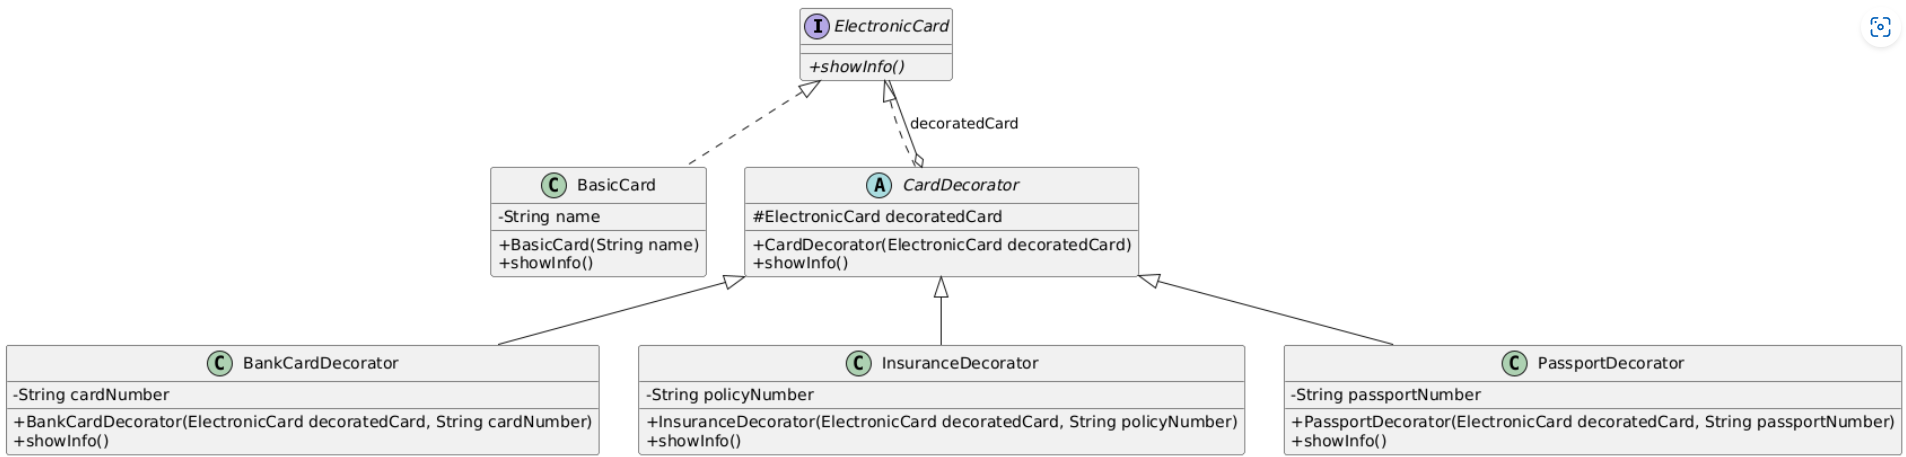 I ElectronicCard
+showInfo()
decoratedCard
C BasicCard
-String name
+BasicCard(String name)
+showInfo()
A CardDecorator
#ElectronicCard decoratedCard
+CardDecorator(ElectronicCard decoratedCard)
+showInfo()
C BankCardDecorator
-String cardNumber
+BankCardDecorator(ElectronicCard decoratedCard, String cardNumber)
+showInfo()
C InsuranceDecorator
-String policyNumber
+InsuranceDecorator(ElectronicCard decoratedCard, String policyNumber)
+showInfo()
C PassportDecorator
-String passportNumber
+PassportDecorator(ElectronicCard decoratedCard, String passportNumber)
+showInfo()